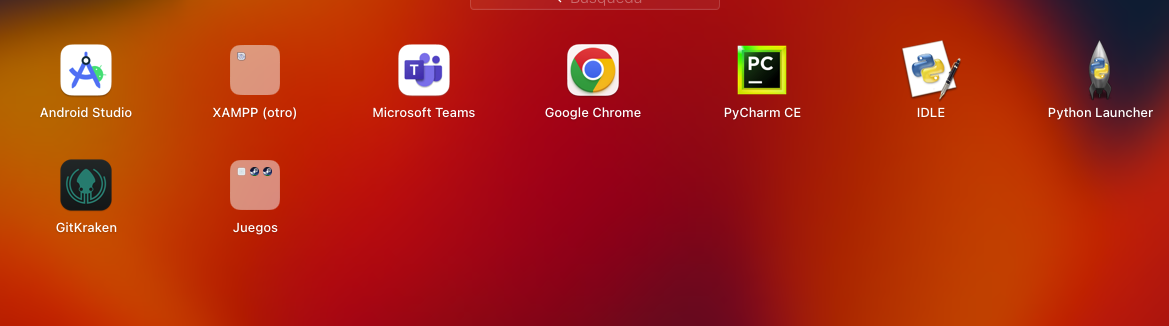 Búsqueda
Android Studio
XAMPP (otro)
Microsoft Teams
Google Chrome
PC
PyCharm CE
IDLE
Python Launcher
GitKraken
Juegos